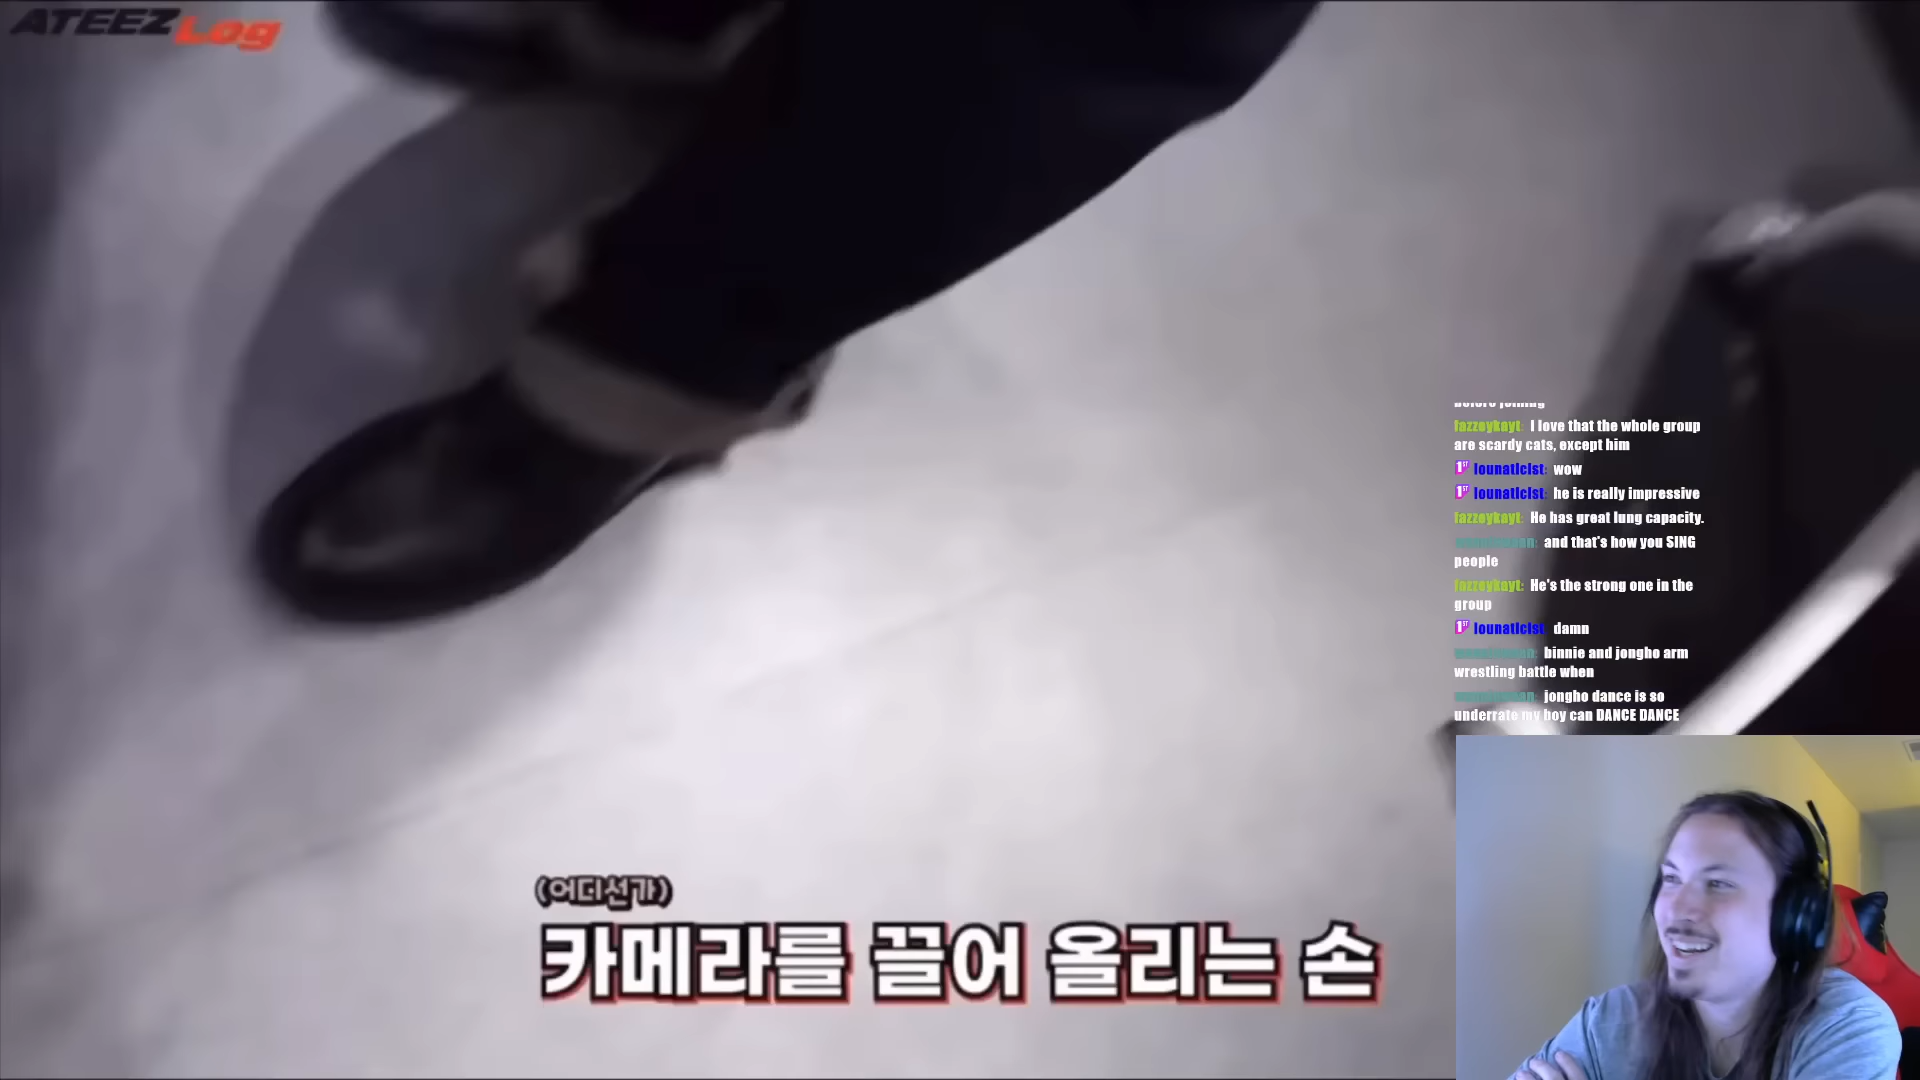 ATEEZ Log
fazzeykayt: I love that the whole group
are scardy cats, except him
lounaticist: wow
lounaticist: he is really impressive
fazzeykayt: He has great lung capacity.
and that's how you SING
people
fazzeykayt: He's the strong one in the
group
lounaticist: damn
binnie and jongho arm
wrestling battle when
jongho dance is so
underrate my boy can DANCE DANCE
(어디선가)
카메라를 끌어 올리는 손